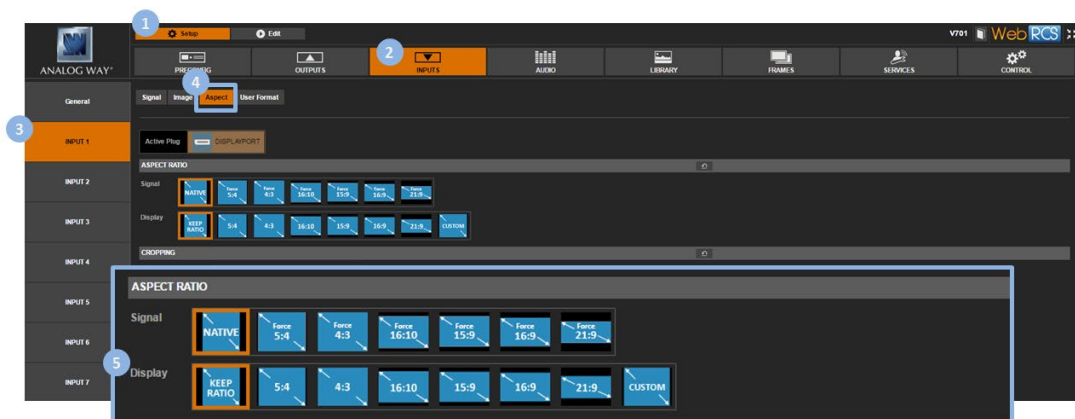 1
Setup
Edit
V701
Web RCS
ANALOG WAY®
PRECONFIG
OUTPUTS
2
INPUTS
AUDIO
LIBRARY
FRAMES
SERVICES
CONTROL
4
General
Signal
Image
Aspect
User Format
3
INPUT 1
Active Plug
DISPLAYPORT
ASPECT RATIO
INPUT 2
Signal
NATIVE
Force 5:4
Force 4:3
Force 16:10
Force 15:9
Force 16:9
Force 21:9
INPUT 3
Display
KEEP RATIO
5:4
4:3
16:10
15:9
16:9
21:9
CUSTOM
INPUT 4
CROPPING
INPUT 5
INPUT 6
INPUT 7
ASPECT RATIO
Signal
NATIVE
Force 5:4
Force 4:3
Force 16:10
Force 15:9
Force 16:9
Force 21:9
5
Display
KEEP RATIO
5:4
4:3
16:10
15:9
16:9
21:9
CUSTOM